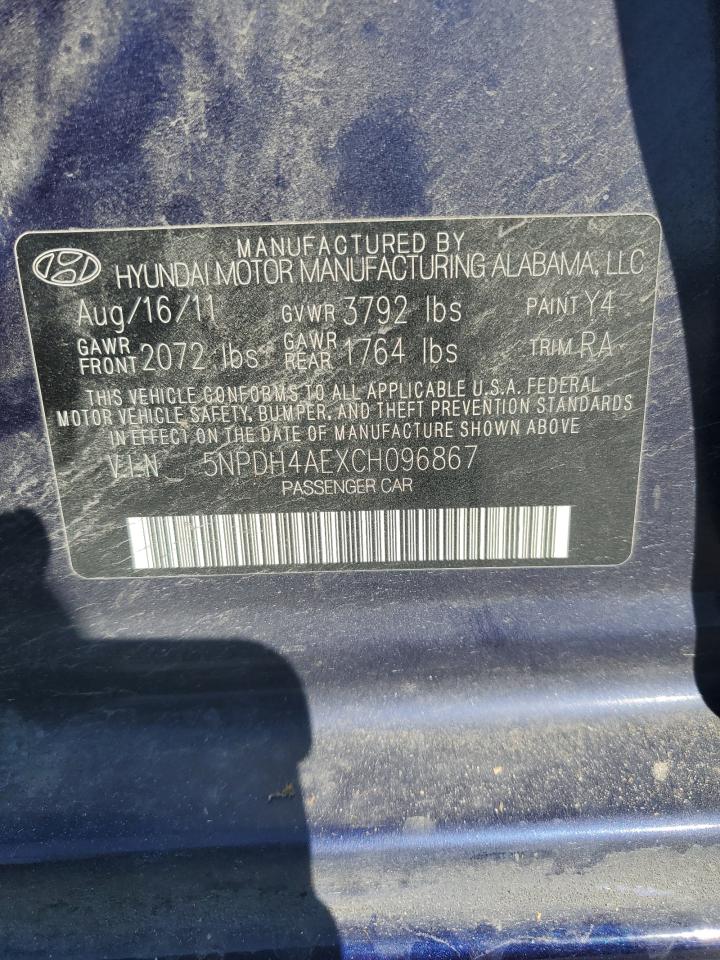 MANUFACTURED BY
HYUNDAI MOTOR MANUFACTURING ALABAMA, LLC
Aug/16/11 GVWR 3792 lbs PAINT Y4
GAWR FRONT 2072 lbs GAWR REAR 1764 lbs TRIM RA
THIS VEHICLE CONFORMS TO ALL APPLICABLE U.S.A. FEDERAL
MOTOR VEHICLE SAFETY, BUMPER, AND THEFT PREVENTION STANDARDS
IN EFFECT ON THE DATE OF MANUFACTURE SHOWN ABOVE.
V.I.N : 5NPDH4AEXCH096867
PASSENGER CAR